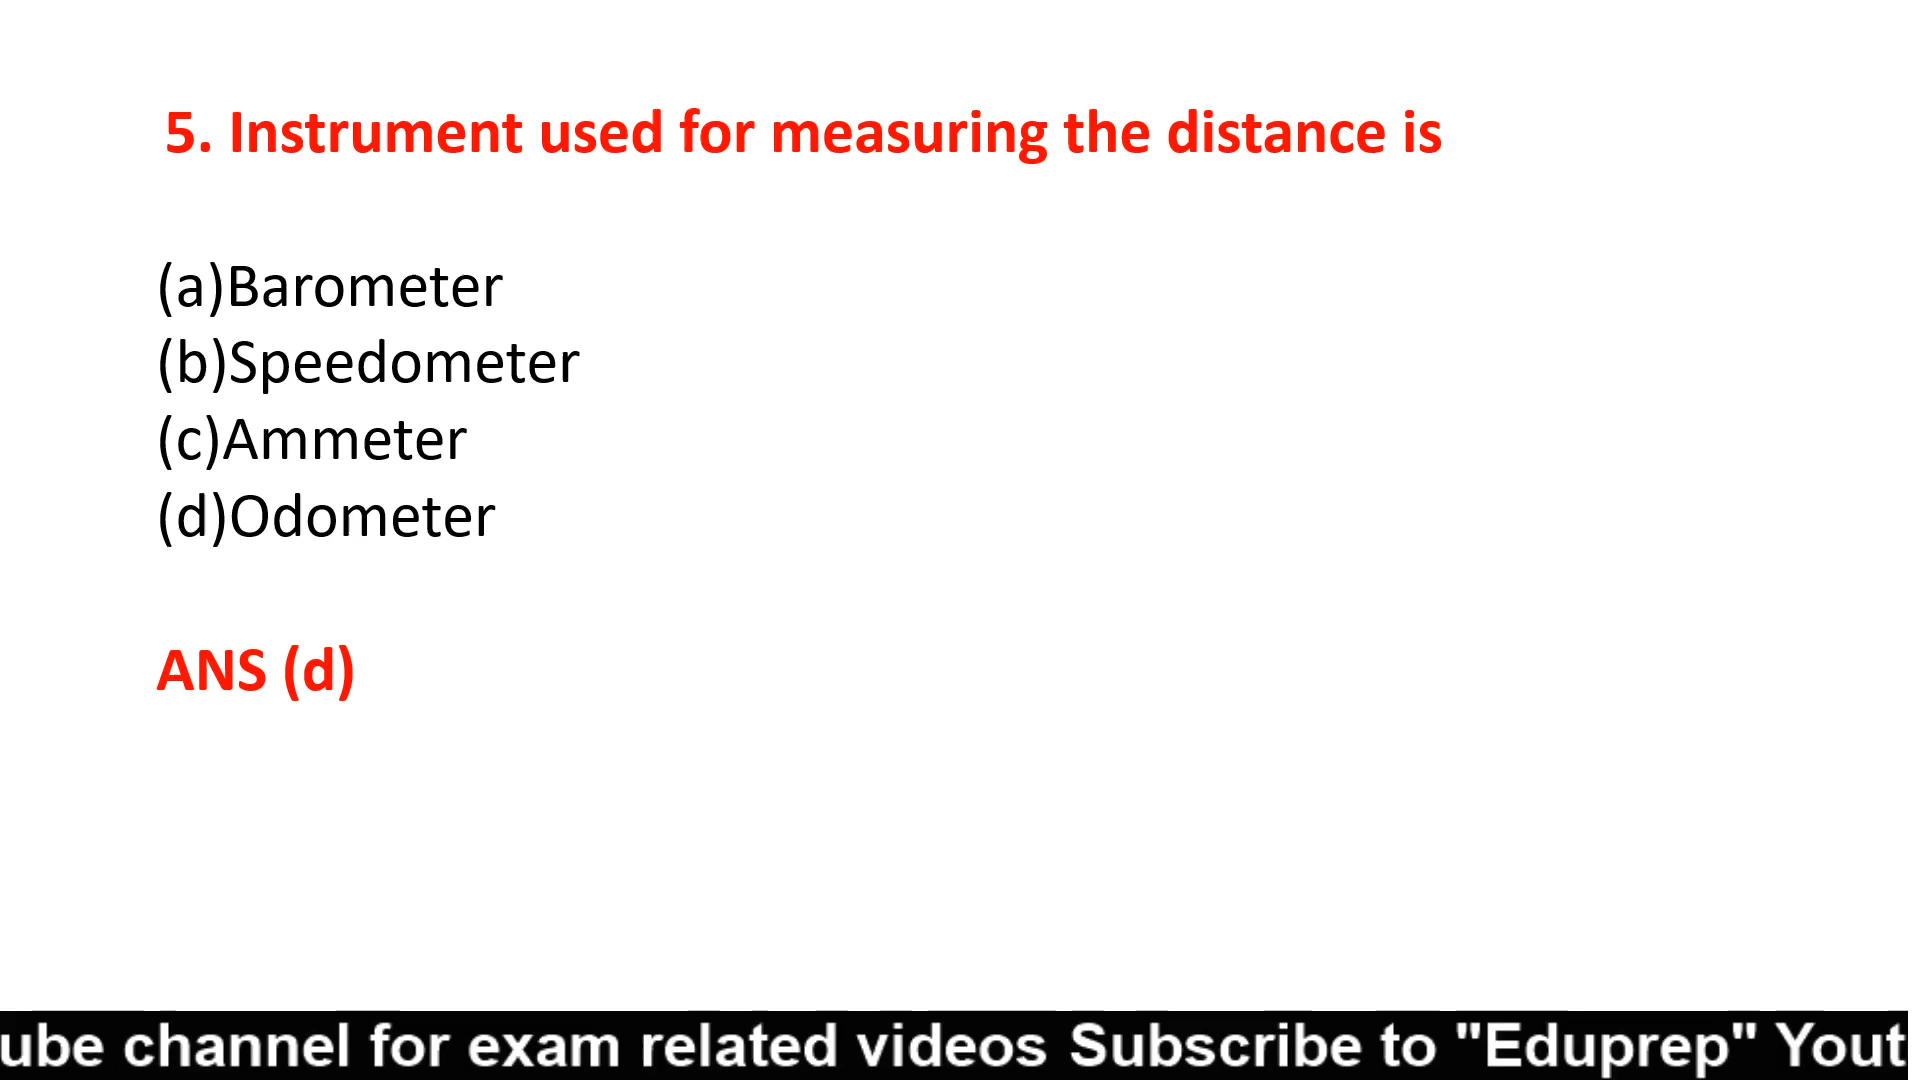 5. Instrument used for measuring the distance is
(a)Barometer
(b)Speedometer
(c)Ammeter
(d)Odometer
ANS (d)
ube channel for exam related videos Subscribe to "Eduprep" Yout